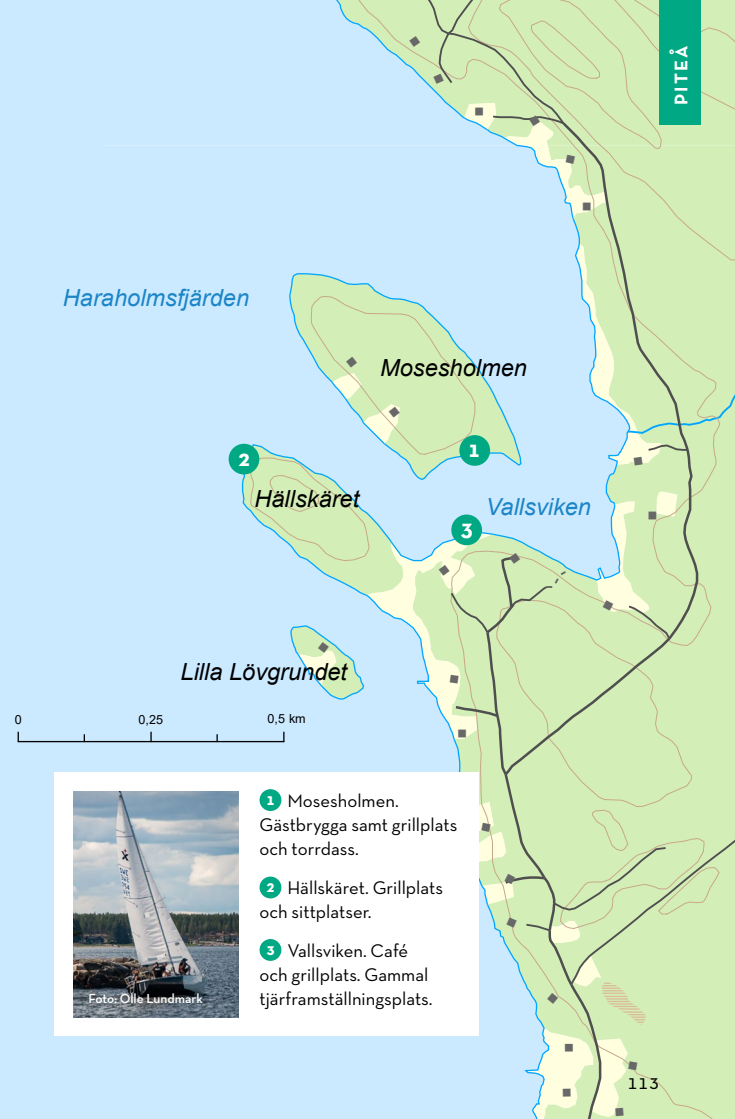 PITEÅ
Haraholmsfjärden
Mosesholmen
1
2
Hällskäret
Vallsviken
3
Lilla Lövgrundet
0
0,25
0,5 km
1 Mosesholmen.
Gästbrygga samt grillplats
och torrdass.
2 Hällskäret. Grillplats
och sittplatser.
3 Vallsviken. Café
och grillplats. Gammal
tjärframställningsplats.
Foto: Olle Lundmark
113